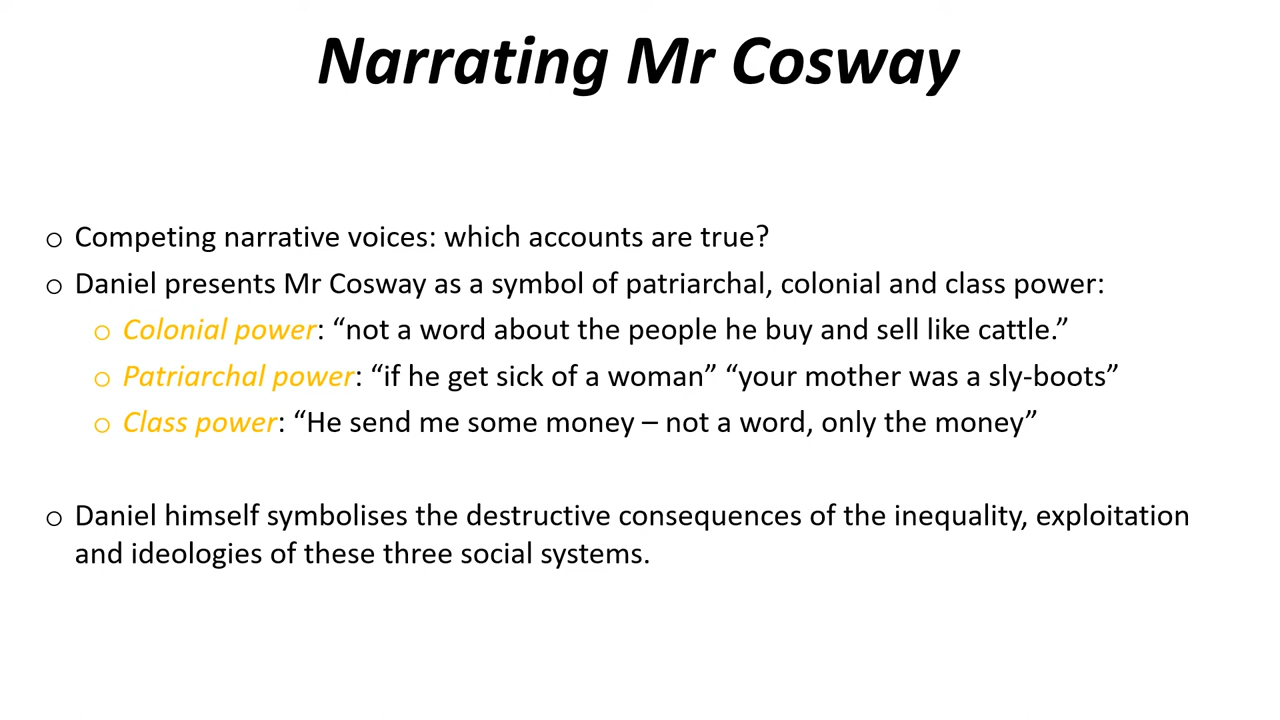 Narrating Mr Cosway
o Competing narrative voices: which accounts are true?
o Daniel presents Mr Cosway as a symbol of patriarchal, colonial and class power:
o Colonial power: “not a word about the people he buy and sell like cattle.”
o Patriarchal power: “if he get sick of a woman” “your mother was a sly-boots”
o Class power: “He send me some money – not a word, only the money”
o Daniel himself symbolises the destructive consequences of the inequality, exploitation
and ideologies of these three social systems.